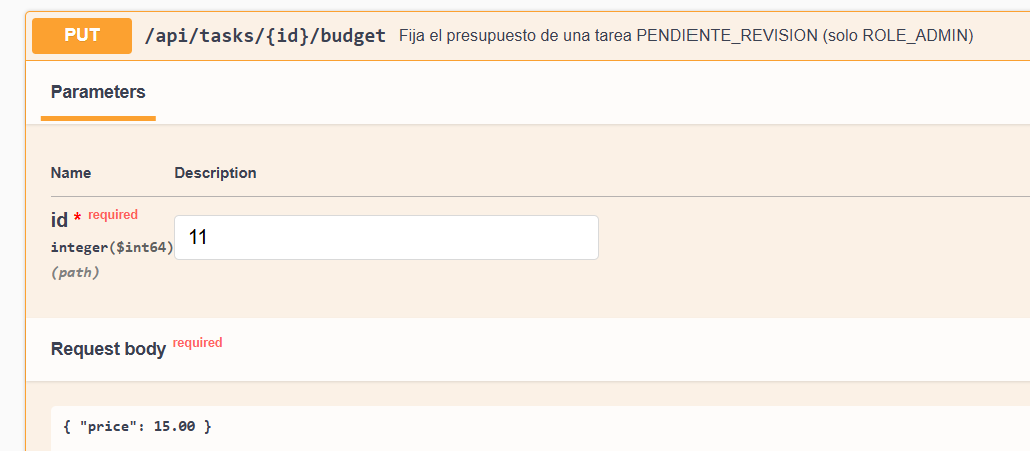 PUT /api/tasks/{id}/budget Fija el presupuesto de una tarea PENDIENTE_REVISION (solo ROLE_ADMIN)
Parameters
Name Description
id * required
integer($int64)
(path)
11
Request body required
{ "price": 15.00 }